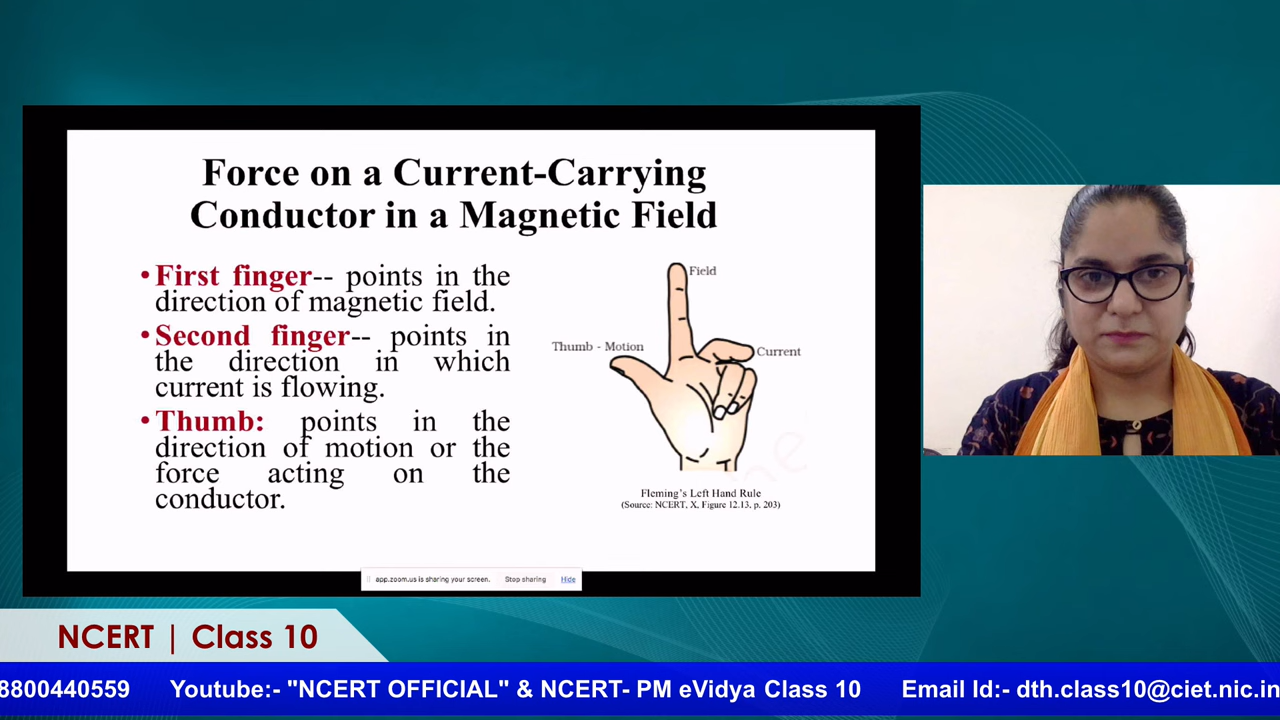 Force on a Current-Carrying
Conductor in a Magnetic Field
•First finger-- points in the
direction of magnetic field.
•Second finger-- points in
the direction in which
current is flowing.
•Thumb: points in the
direction of motion or the
force acting on the
conductor.
Field
Thumb - Motion
Current
Fleming's Left Hand Rule
(Source: NCERT, X, Figure 12.13, p. 203)
app.zoom.us is sharing your screen. Stop sharing Hide
NCERT | Class 10
8800440559 Youtube:- "NCERT OFFICIAL" & NCERT- PM eVidya Class 10 Email Id:- dth.class10@ciet.nic.in